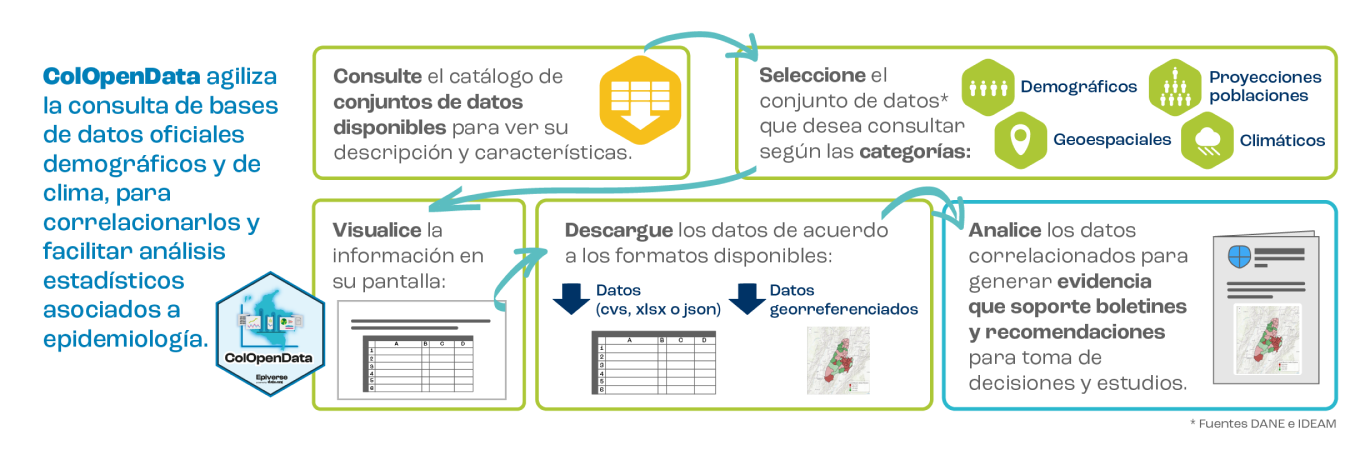 ColOpenData agiliza
la consulta de bases
de datos oficiales
demográficos y de
clima, para
correlacionarlos y
facilitar análisis
estadísticos
asociados a
epidemiología.
ColOpenData
Epiverse
Consulte el catálogo de
conjuntos de datos
disponibles para ver su
descripción y características.
Seleccione el
conjunto de datos*
que desea consultar
según las categorías:
Demográficos
Proyecciones
poblaciones
Geoespaciales
Climáticos
Visualice la
información en
su pantalla:
A B C D
1
2
3
4
5
6
Descargue los datos de acuerdo
a los formatos disponibles:
Datos
(cvs, xlsx o json)
A B C D
1
2
3
4
5
6
Datos
georreferenciados
Analice los datos
correlacionados para
generar evidencia
que soporte boletines
y recomendaciones
para toma de
decisiones y estudios.
* Fuentes DANE e IDEAM